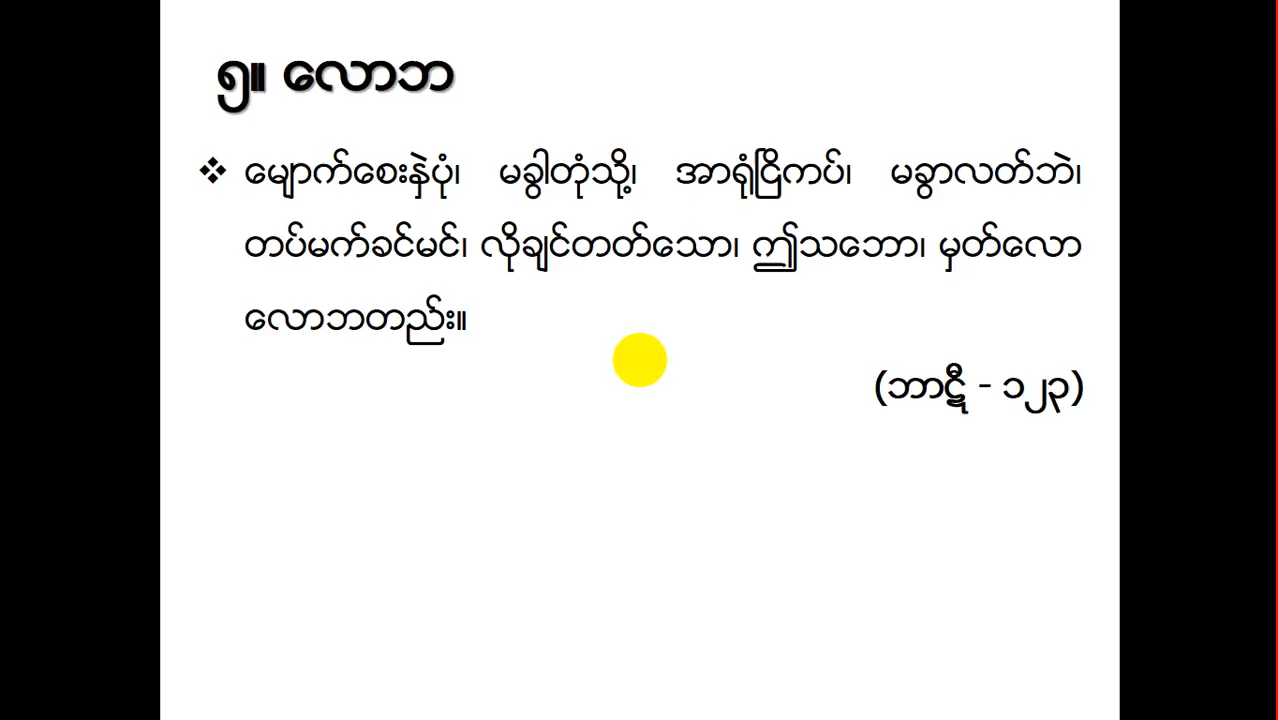 ၅။ လောဘ
❖ မျောက်စေးနှဲပုံ၊ မခွါတုံသို့၊ အာရုံငြိကပ်၊ မခွာလတ်ဘဲ၊
တပ်မက်ခင်မင်၊ လိုချင်တတ်သော၊ ဤသဘော၊ မှတ်လော
လောဘတည်း။
(ဘာဋီ - ၁၂၃)